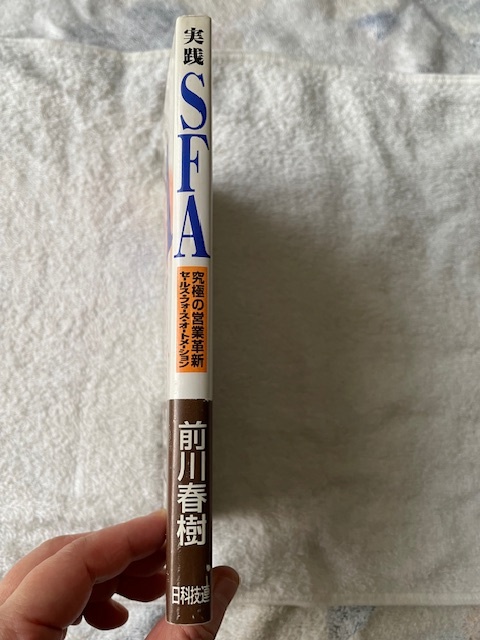 実践
SFA
究極の営業革新
セールス・フォース・オートメーション
前川春樹
日科技連